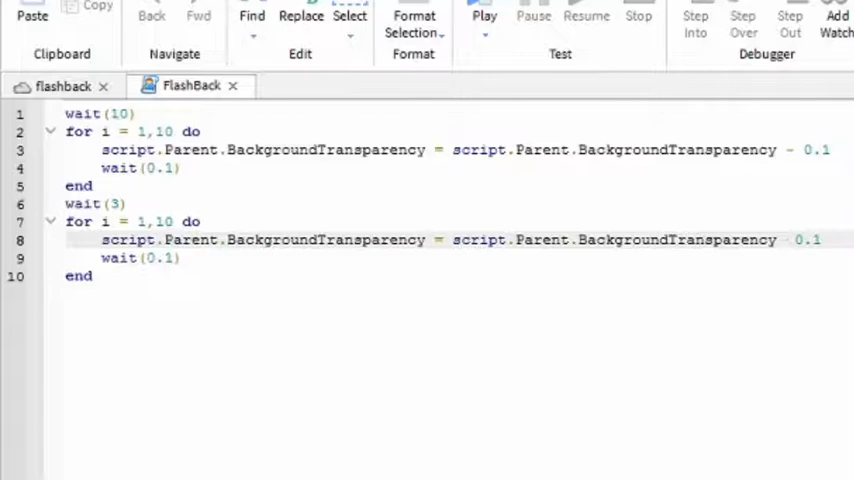 Paste
Copy
Clipboard
Back
Fwd
Navigate
Find
Replace
Select
Edit
Format
Selection
Format
Play
Pause
Resume
Stop
Test
Step
Into
Step
Over
Step
Out
Add
Watch
Debugger
flashback
FlashBack
1 wait(10)
2 for i = 1,10 do
3 script.Parent.BackgroundTransparency = script.Parent.BackgroundTransparency - 0.1
4 wait(0.1)
5 end
6 wait(3)
7 for i = 1,10 do
8 script.Parent.BackgroundTransparency = script.Parent.BackgroundTransparency 0.1
9 wait(0.1)
10 end